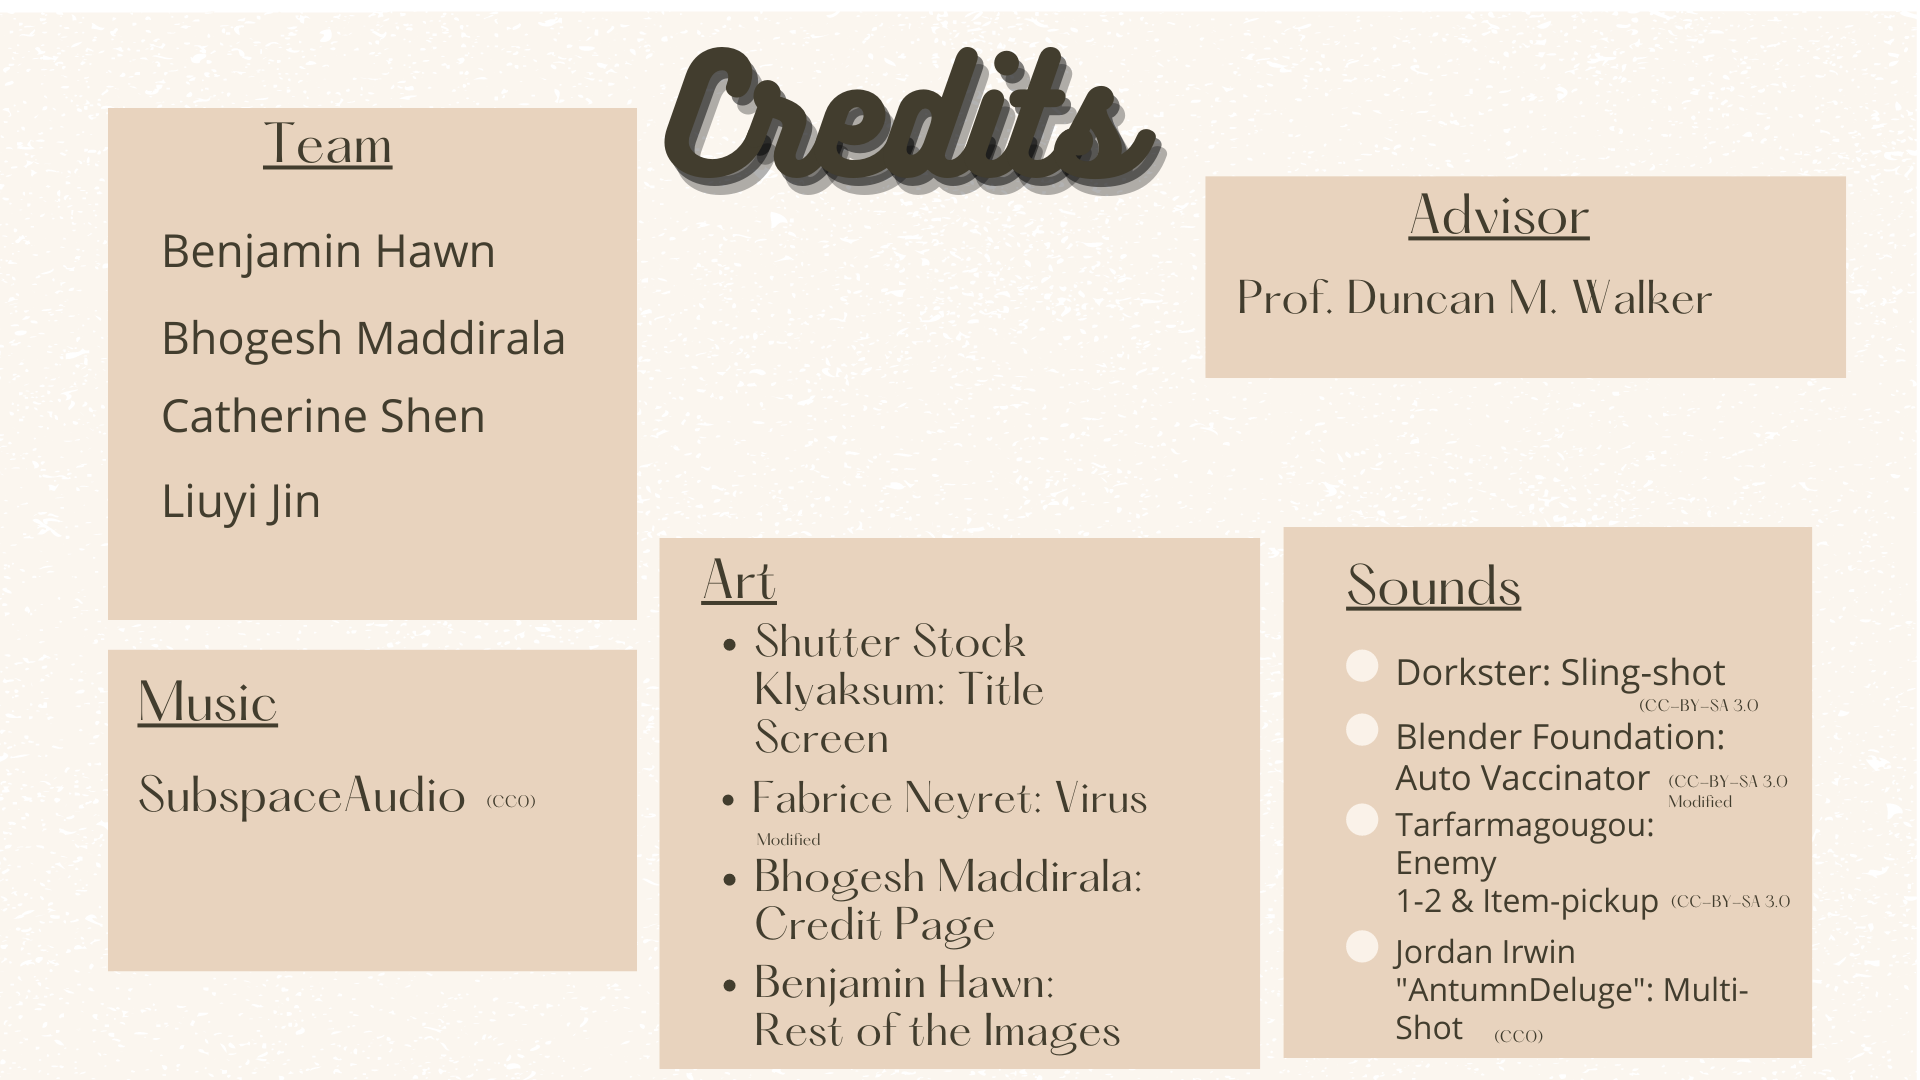 Credits
Team
Benjamin Hawn
Bhogesh Maddirala
Catherine Shen
Liuyi Jin
Advisor
Prof. Duncan M. Walker
Music
SubspaceAudio (CC0)
Art
• Shutter Stock
Klyaksum: Title
Screen
• Fabrice Neyret: Virus
Modified
• Bhogesh Maddirala:
Credit Page
• Benjamin Hawn:
Rest of the Images
Sounds
Dorkster: Sling-shot
(CC-BY-SA 3.0
Blender Foundation:
Auto Vaccinator (CC-BY-SA 3.0
Modified
Tarfarmagougou:
Enemy
1-2 & Item-pickup (CC-BY-SA 3.0
Jordan Irwin
"AntumnDeluge": Multi-
Shot (CC0)